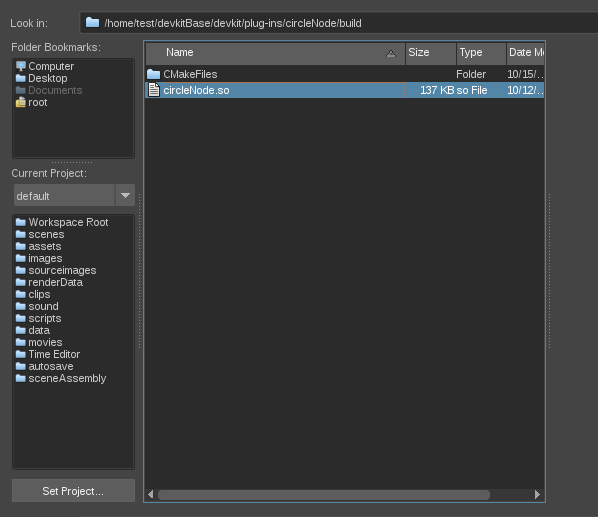 Look in: /home/test/devkitBase/devkit/plug-ins/circleNode/build
Folder Bookmarks:
Computer
Desktop
Documents
root
Current Project:
default
Workspace Root
scenes
assets
images
sourceimages
renderData
clips
sound
scripts
data
movies
Time Editor
autosave
sceneAssembly
Set Project...
Name Size Type Date Mo
CMakeFiles Folder 10/15/...
circleNode.so 137 KB so File 10/12/...